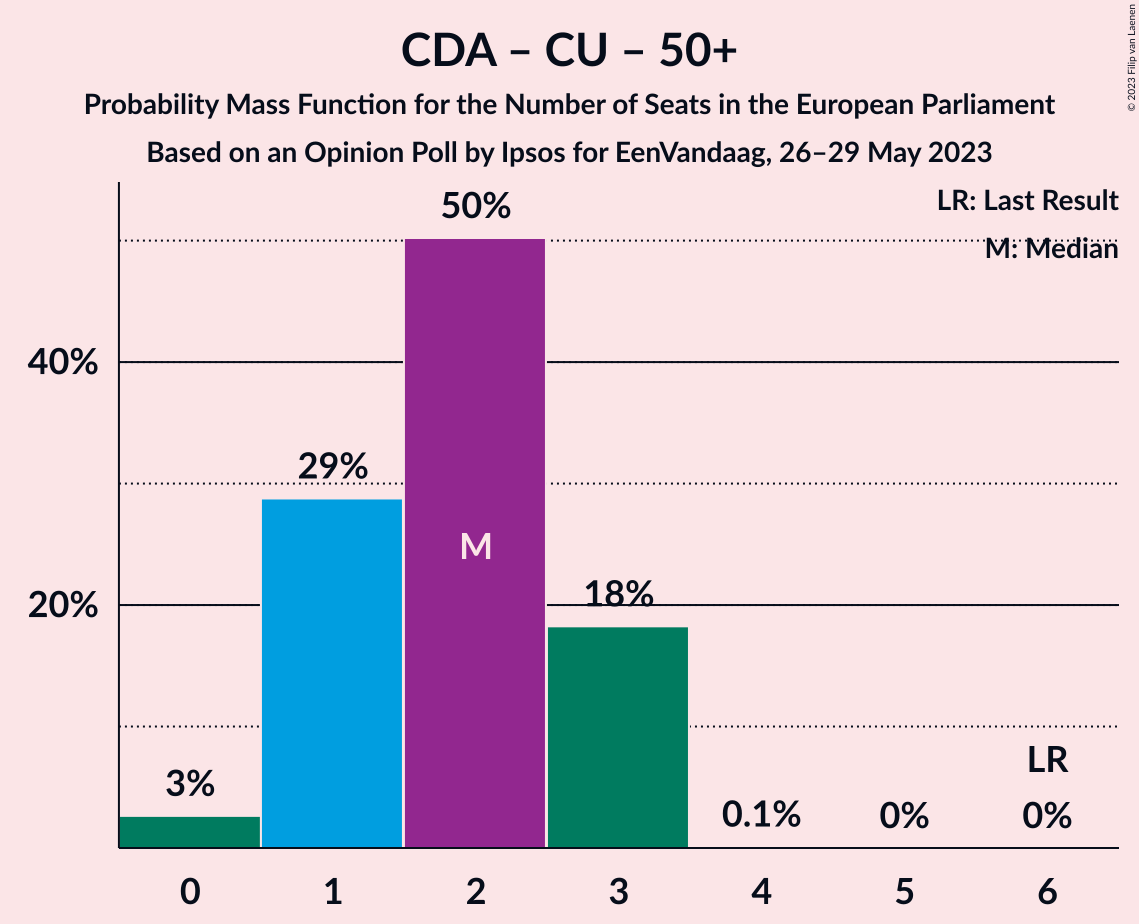 CDA – CU – 50+
Probability Mass Function for the Number of Seats in the European Parliament
Based on an Opinion Poll by Ipsos for EenVandaag, 26–29 May 2023
© 2023 Filip van Laenen
LR: Last Result
M: Median
50%
40%
29%
M
20%
18%
3%
0.1%
0%
LR
0%
0 1 2 3 4 5 6